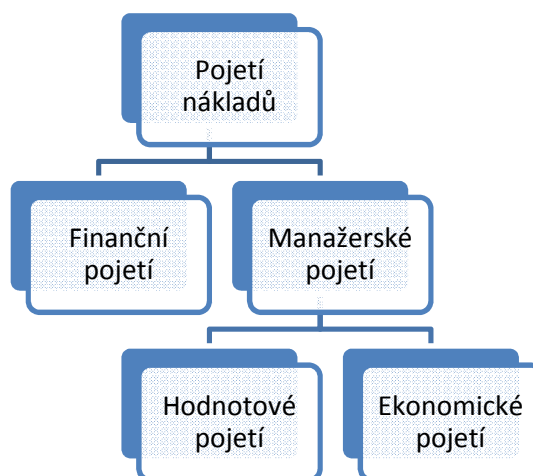 Pojetí
nákladů
Finanční
pojetí
Manažerské
pojetí
Hodnotové
pojetí
Ekonomické
pojetí